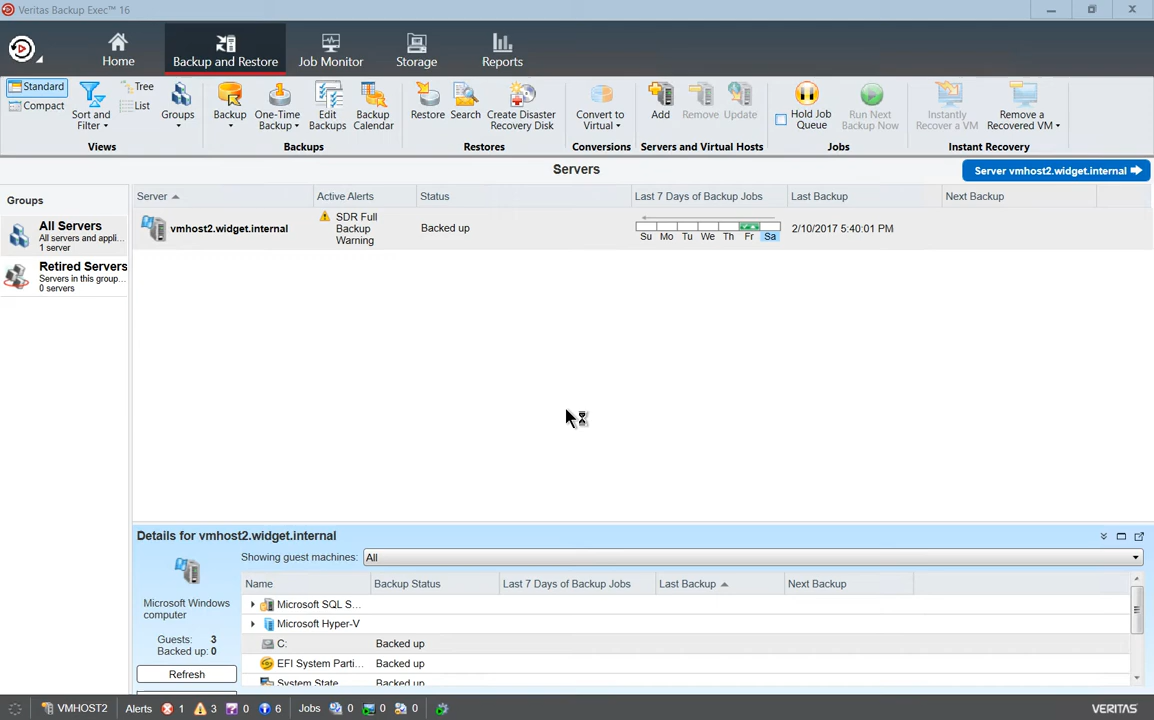 Veritas Backup Exec™ 16
Home
Backup and Restore
Job Monitor
Storage
Reports
Standard
Compact
Sort and Filter
Tree
List
Groups
Views
Backup
One-Time Backup
Edit Backups
Backup Calendar
Backups
Restore
Search
Create Disaster Recovery Disk
Restores
Convert to Virtual
Conversions
Add
Remove
Update
Servers and Virtual Hosts
Hold Job Queue
Run Next Backup Now
Jobs
Instantly Recover a VM
Remove a Recovered VM
Instant Recovery
Servers
Server vmhost2.widget.internal
Groups
All Servers
All servers and appli...
1 server
Retired Servers
Servers in this group...
0 servers
Server Active Alerts Status Last 7 Days of Backup Jobs Last Backup Next Backup
vmhost2.widget.internal
SDR Full
Backup
Warning
Backed up
Su Mo Tu We Th Fr Sa
2/10/2017 5:40:01 PM
Details for vmhost2.widget.internal
Microsoft Windows
computer
Guests: 3
Backed up: 0
Refresh
Showing guest machines: All
Name Backup Status Last 7 Days of Backup Jobs Last Backup Next Backup
Microsoft SQL S...
Microsoft Hyper-V
C: Backed up
EFI System Parti... Backed up
System State Backed up
VMHOST2 Alerts 1 3 0 6 Jobs 0 0 0
VERITAS